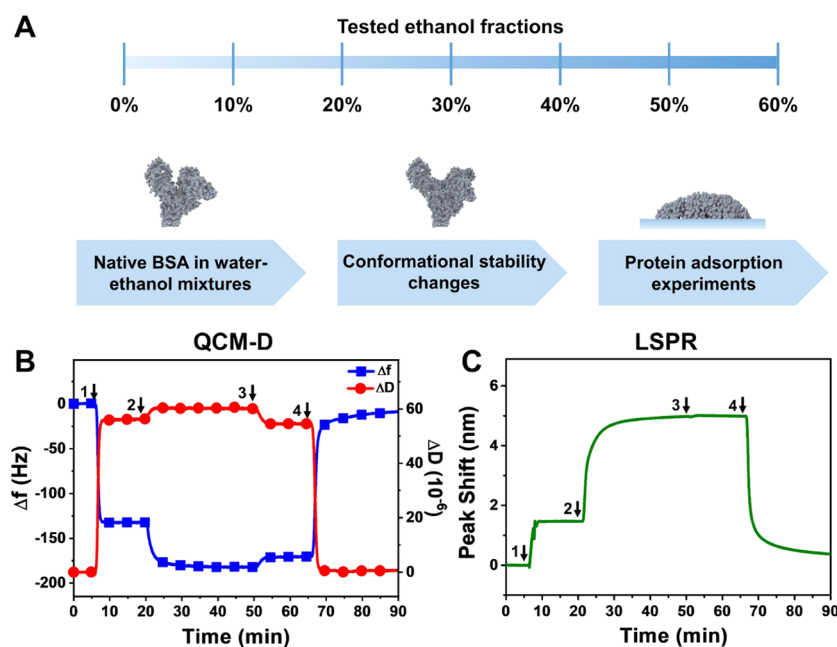 A
Tested ethanol fractions
0% 10% 20% 30% 40% 50% 60%
Native BSA in water-
ethanol mixtures
Conformational stability
changes
Protein adsorption
experiments
B
QCM-D
Δf
ΔD
1
2
3
4
0
-25
-50
-75
-100
-125
-150
-175
-200
Δf (Hz)
60
40
20
0
ΔD (10⁻⁶)
0 10 20 30 40 50 60 70 80 90
Time (min)
C
LSPR
6
4
2
0
Peak Shift (nm)
1
2
3
4
0 10 20 30 40 50 60 70 80 90
Time (min)